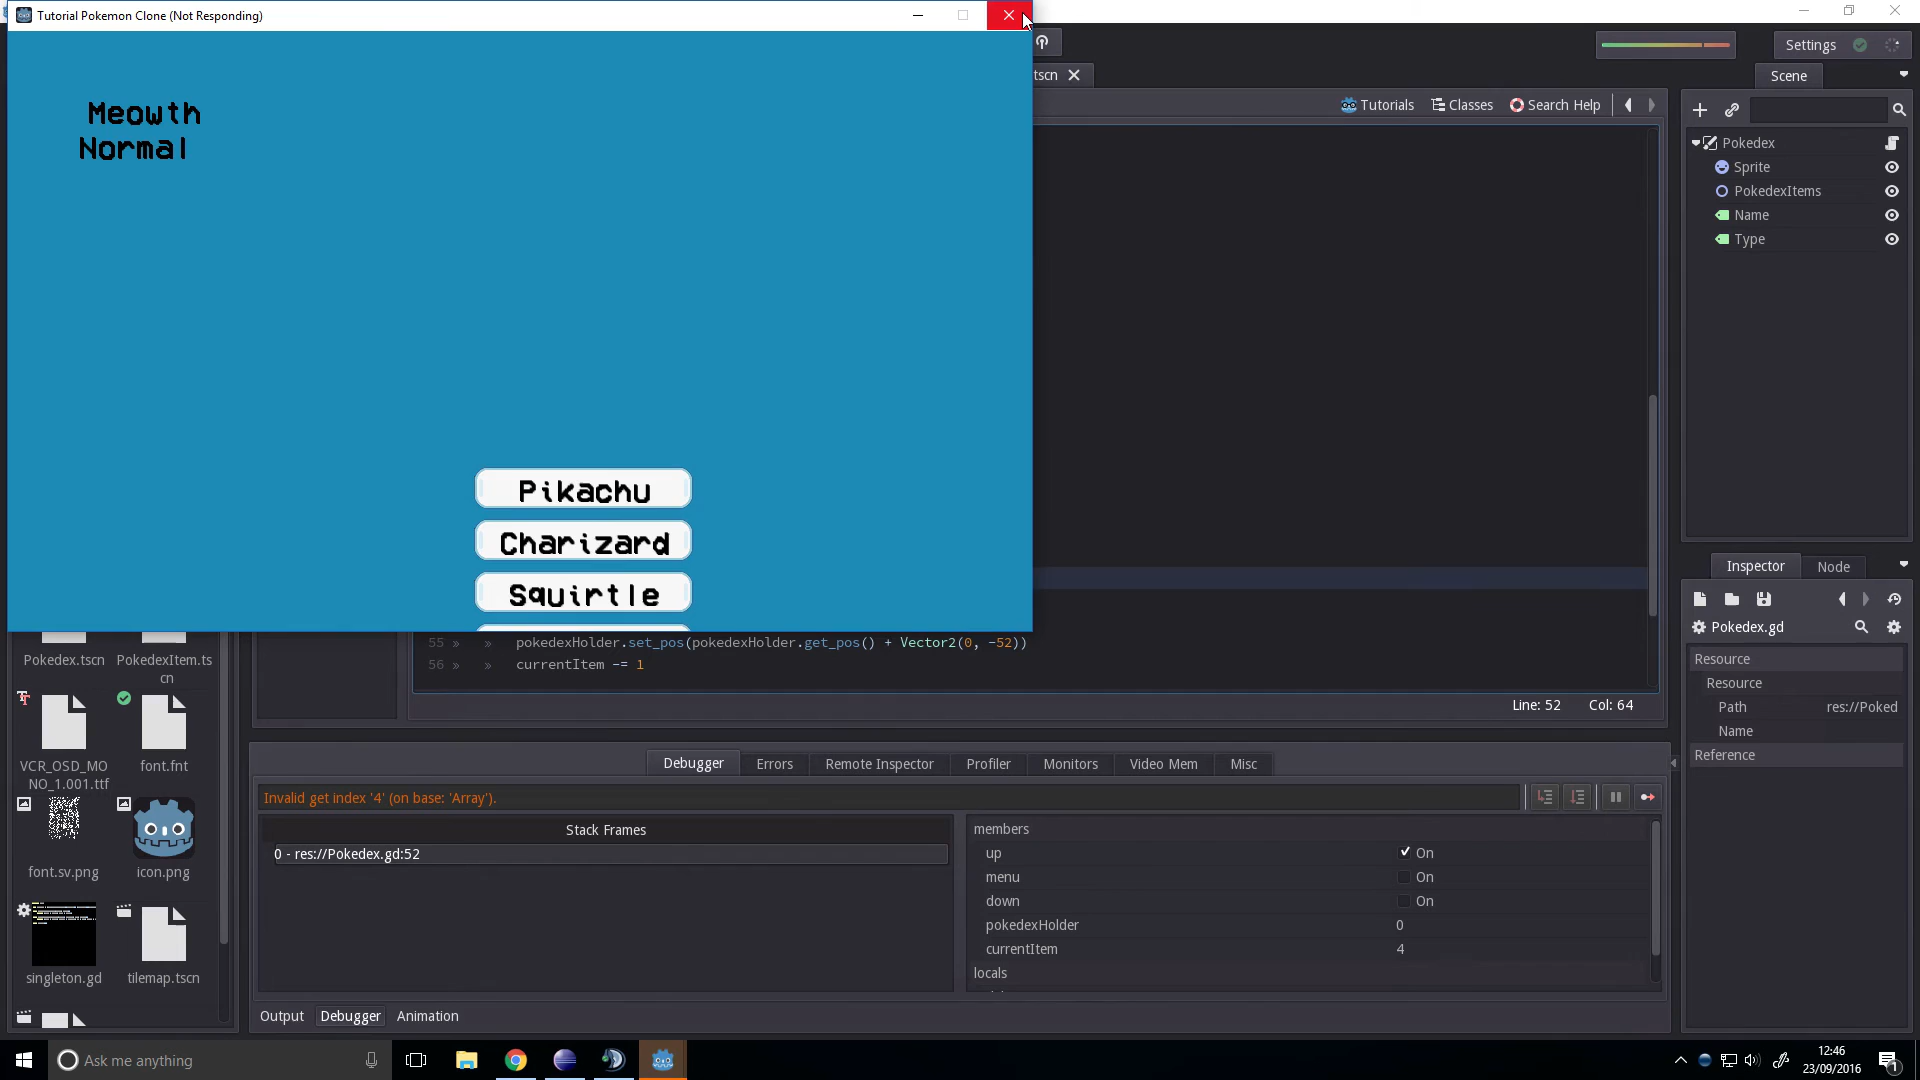 Tutorial Pokemon Clone (Not Responding)
Settings
tscn
Scene
Tutorials
Classes
Search Help
Meowth
Normal
Pokedex
Sprite
PokedexItems
Name
Type
Pikachu
Charizard
Squirtle
Inspector
Node
Pokedex.gd
Resource
Resource
Path
res://Poked
Name
Reference
55 » » pokedexHolder.set_pos(pokedexHolder.get_pos() + Vector2(0, -52))
56 » » currentItem -= 1
Line: 52
Col: 64
Pokedex.tscn
PokedexItem.ts
cn
VCR_OSD_MO
NO_1.001.ttf
font.fnt
font.sv.png
icon.png
singleton.gd
tilemap.tscn
Debugger
Errors
Remote Inspector
Profiler
Monitors
Video Mem
Misc
Invalid get index '4' (on base: 'Array').
Stack Frames
0 - res://Pokedex.gd:52
members
up
On
menu
On
down
On
pokedexHolder
0
currentItem
4
locals
Output
Debugger
Animation
Ask me anything
12:46
23/09/2016
1